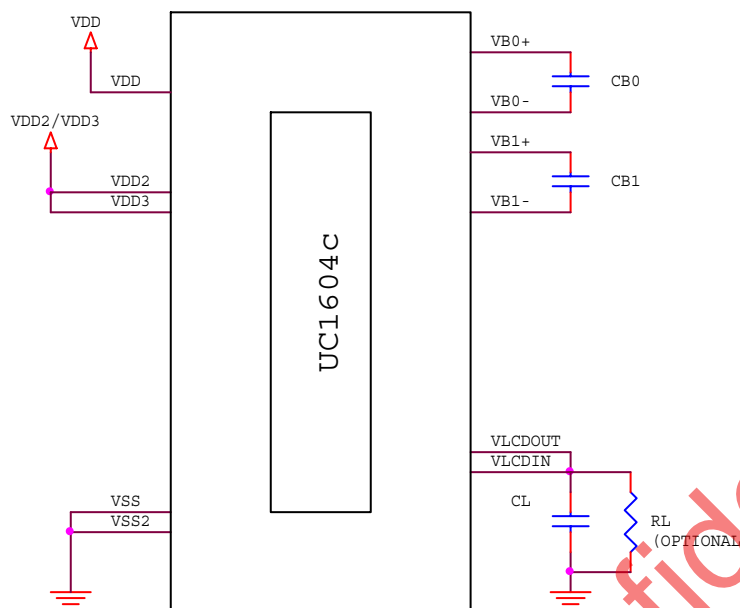 VDD
VDD
VDD2/VDD3
VDD2
VDD3
VSS
VSS2
UC1604c
VB0+
CB0
VB0-
VB1+
CB1
VB1-
VLCDOUT
VLCDIN
CL
RL
(OPTIONAL